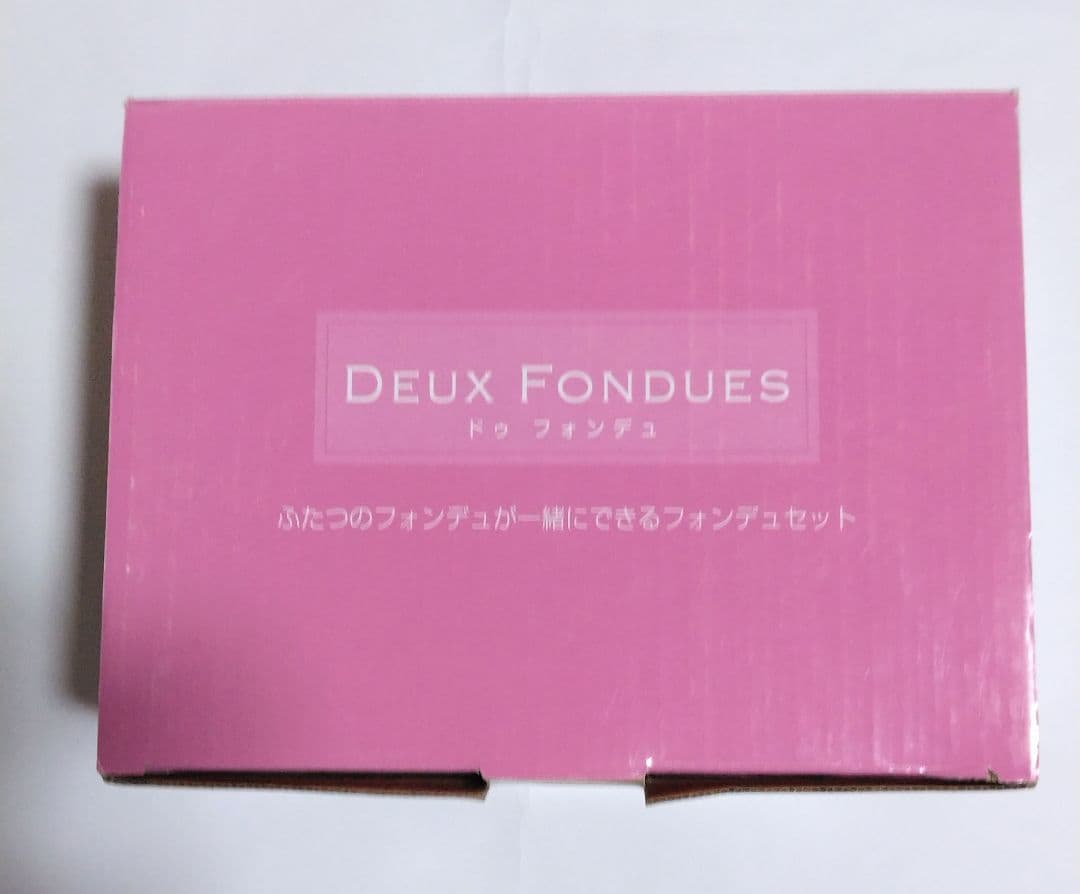 DEUX FONDUES
ドゥ フォンデュ
ふたつのフォンデュが一緒にできるフォンデュセット